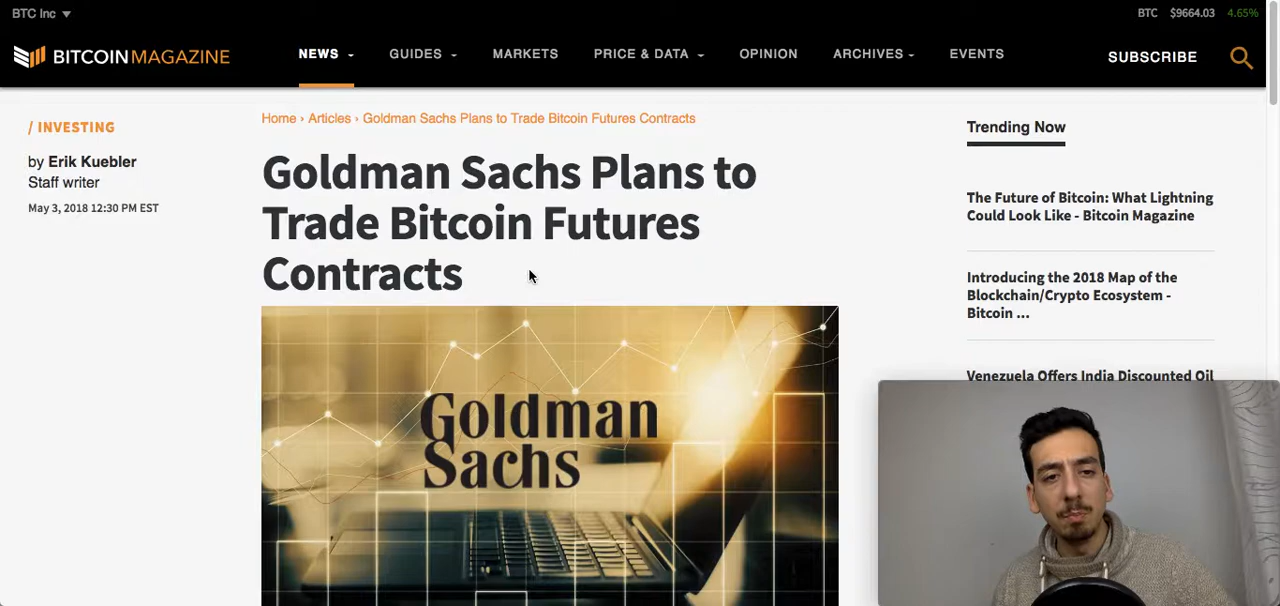 BTC Inc
BTC $9664.03 4.65%
BITCOINMAGAZINE
NEWS GUIDES MARKETS PRICE & DATA OPINION ARCHIVES EVENTS
SUBSCRIBE
/ INVESTING
by Erik Kuebler
Staff writer
May 3, 2018 12:30 PM EST
Home › Articles › Goldman Sachs Plans to Trade Bitcoin Futures Contracts
Goldman Sachs Plans to
Trade Bitcoin Futures
Contracts
Goldman
Sachs
Trending Now
The Future of Bitcoin: What Lightning
Could Look Like - Bitcoin Magazine
Introducing the 2018 Map of the
Blockchain/Crypto Ecosystem -
Bitcoin ...
Venezuela Offers India Discounted Oil